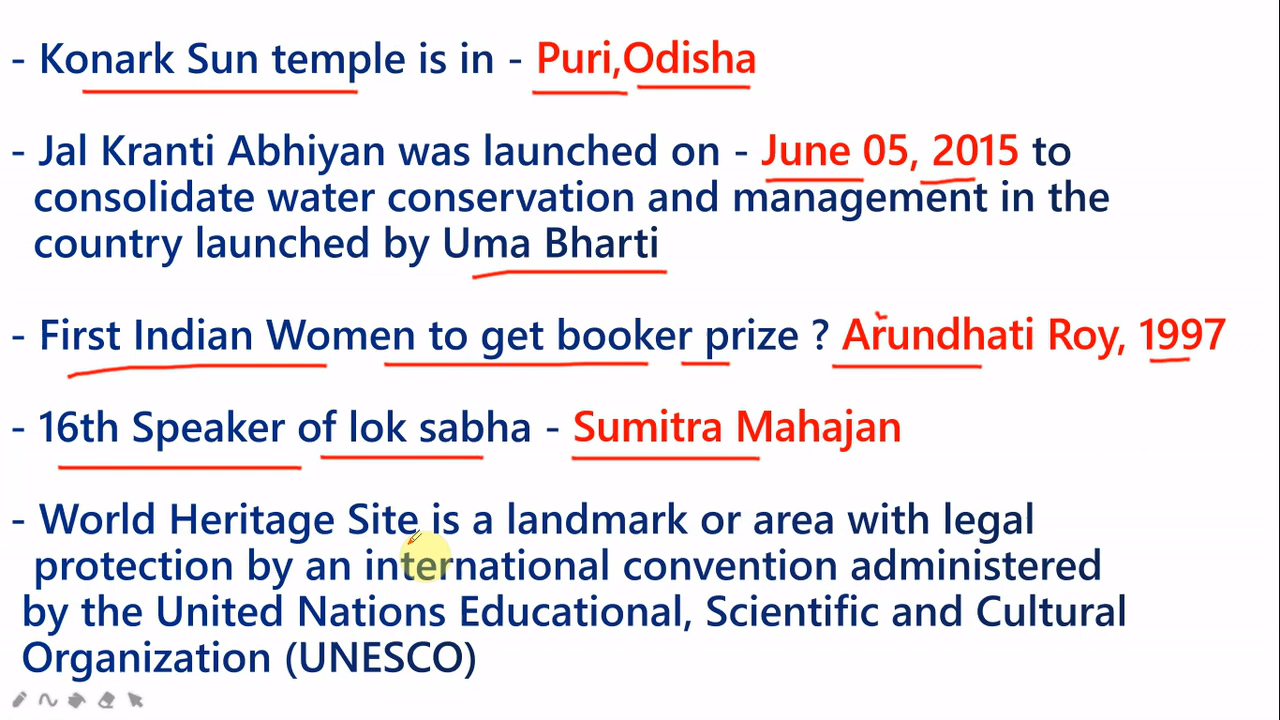 - Konark Sun temple is in - Puri,Odisha
- Jal Kranti Abhiyan was launched on - June 05, 2015 to
consolidate water conservation and management in the
country launched by Uma Bharti
- First Indian Women to get booker prize ? Arundhati Roy, 1997
- 16th Speaker of lok sabha - Sumitra Mahajan
- World Heritage Site is a landmark or area with legal
protection by an international convention administered
by the United Nations Educational, Scientific and Cultural
Organization (UNESCO)